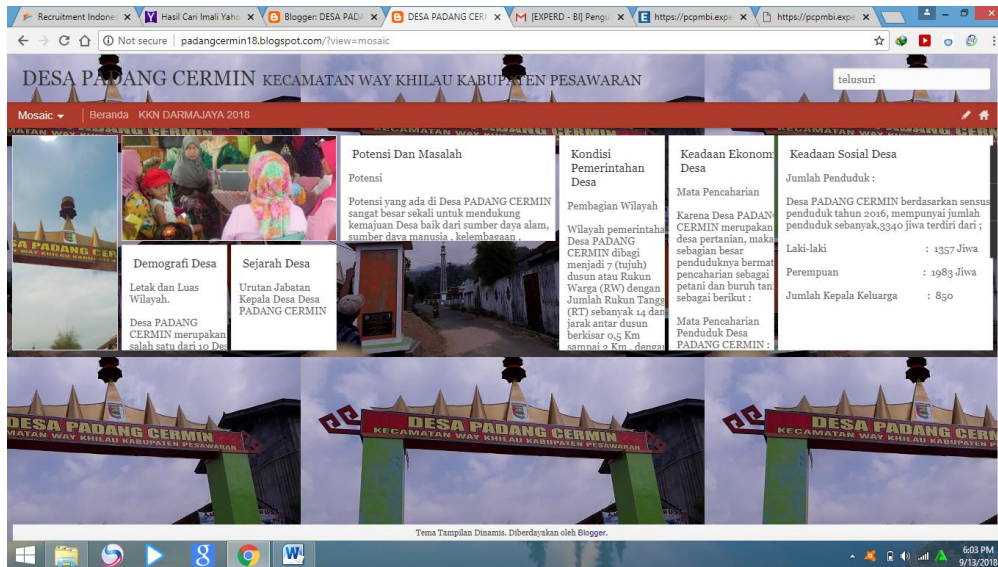 Recruitment Indones
Hasil Cari Imali Yaho
Blogger: DESA PADA
DESA PADANG CERM
[EXPERD - BI] Pengu
https://pcpmbi.expe
https://pcpmbi.expe
Not secure | padangcermin18.blogspot.com/?view=mosaic
DESA PADANG CERMIN KECAMATAN WAY KHILAU KABUPATEN PESAWARAN
telusuri
Mosaic
Beranda
KKN DARMAJAYA 2018
Potensi Dan Masalah
Potensi
Potensi yang ada di Desa PADANG CERMIN
sangat besar sekali untuk mendukung
kemajuan Desa baik dari sumber daya alam,
sumber daya manusia , kelembagaan ,
Kondisi
Pemerintahan
Desa
Pembagian Wilayah
Wilayah pemerintaha
Desa PADANG
CERMIN dibagi
menjadi 7 (tujuh)
dusun atau Rukun
Warga (RW) dengan
Jumlah Rukun Tangg
(RT) sebanyak 14 dan
jarak antar dusun
berkisar 0,5 Km
sampai 2 Km , dengan
Keadaan Ekonom
Desa
Mata Pencaharian
Karena Desa PADAN
CERMIN merupakan
desa pertanian, maka
sebagian besar
penduduknya bermat
pencaharian sebagai
petani dan buruh tan
sebagai berikut :
Mata Pencaharian
Penduduk Desa
PADANG CERMIN :
Keadaan Sosial Desa
Jumlah Penduduk :
Desa PADANG CERMIN berdasarkan sensus
penduduk tahun 2016, mempunyai jumlah
penduduk sebanyak,3340 jiwa terdiri dari ;
Laki-laki : 1357 Jiwa
Perempuan : 1983 Jiwa
Jumlah Kepala Keluarga : 850
Demografi Desa
Letak dan Luas
Wilayah.
Desa PADANG
CERMIN merupakan
salah satu dari 10 Des
Sejarah Desa
Urutan Jabatan
Kepala Desa Desa
PADANG CERMIN
DESA PADANG CERMIN
KECAMATAN WAY KHILAU KABUPATEN PESAWARAN
DESA PADANG CERMIN
KECAMATAN WAY KHILAU KABUPATEN PESAWARAN
Tema Tampilan Dinamis. Diberdayakan oleh Blogger.
6:03 PM
9/13/2018